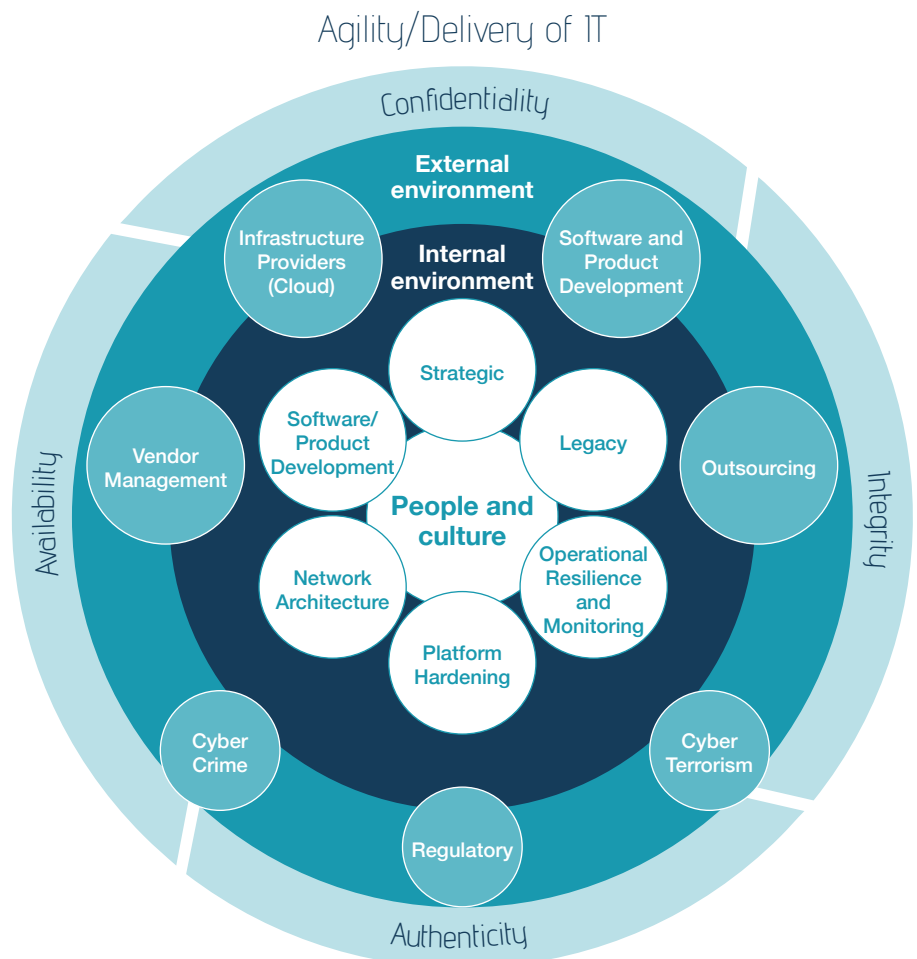 Agility/Delivery of IT
Confidentiality
External
environment
Infrastructure
Providers
(Cloud)
Software and
Product
Development
Internal
environment
Strategic
Software/
Product
Development
Legacy
Vendor
Management
Outsourcing
Availability
Integrity
People and
culture
Network
Architecture
Operational
Resilience
and
Monitoring
Platform
Hardening
Cyber
Crime
Cyber
Terrorism
Regulatory
Authenticity